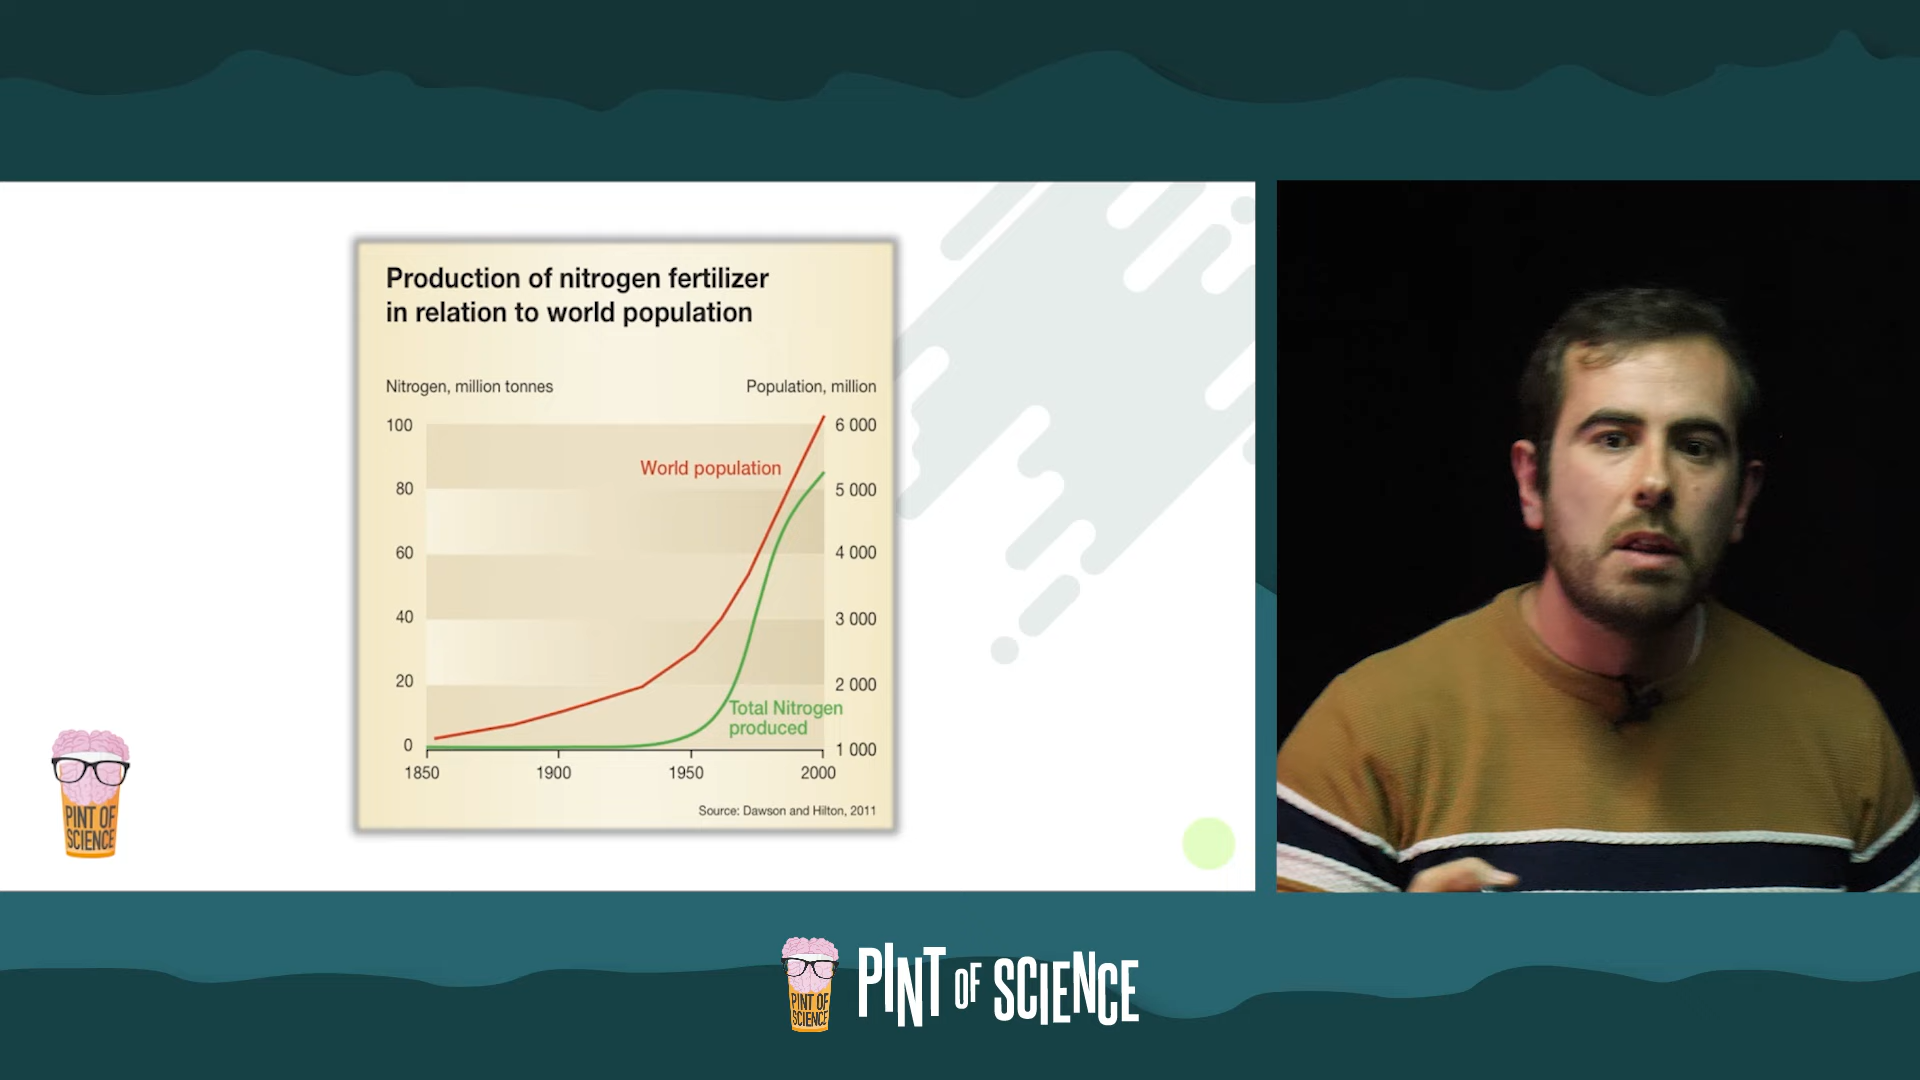 Production of nitrogen fertilizer
in relation to world population
Nitrogen, million tonnes
Population, million
100
80
60
40
20
0
6 000
5 000
4 000
3 000
2 000
1 000
World population
Total Nitrogen
produced
1850
1900
1950
2000
Source: Dawson and Hilton, 2011
PINT OF
SCIENCE
PINT OF
SCIENCE
PINT OF SCIENCE